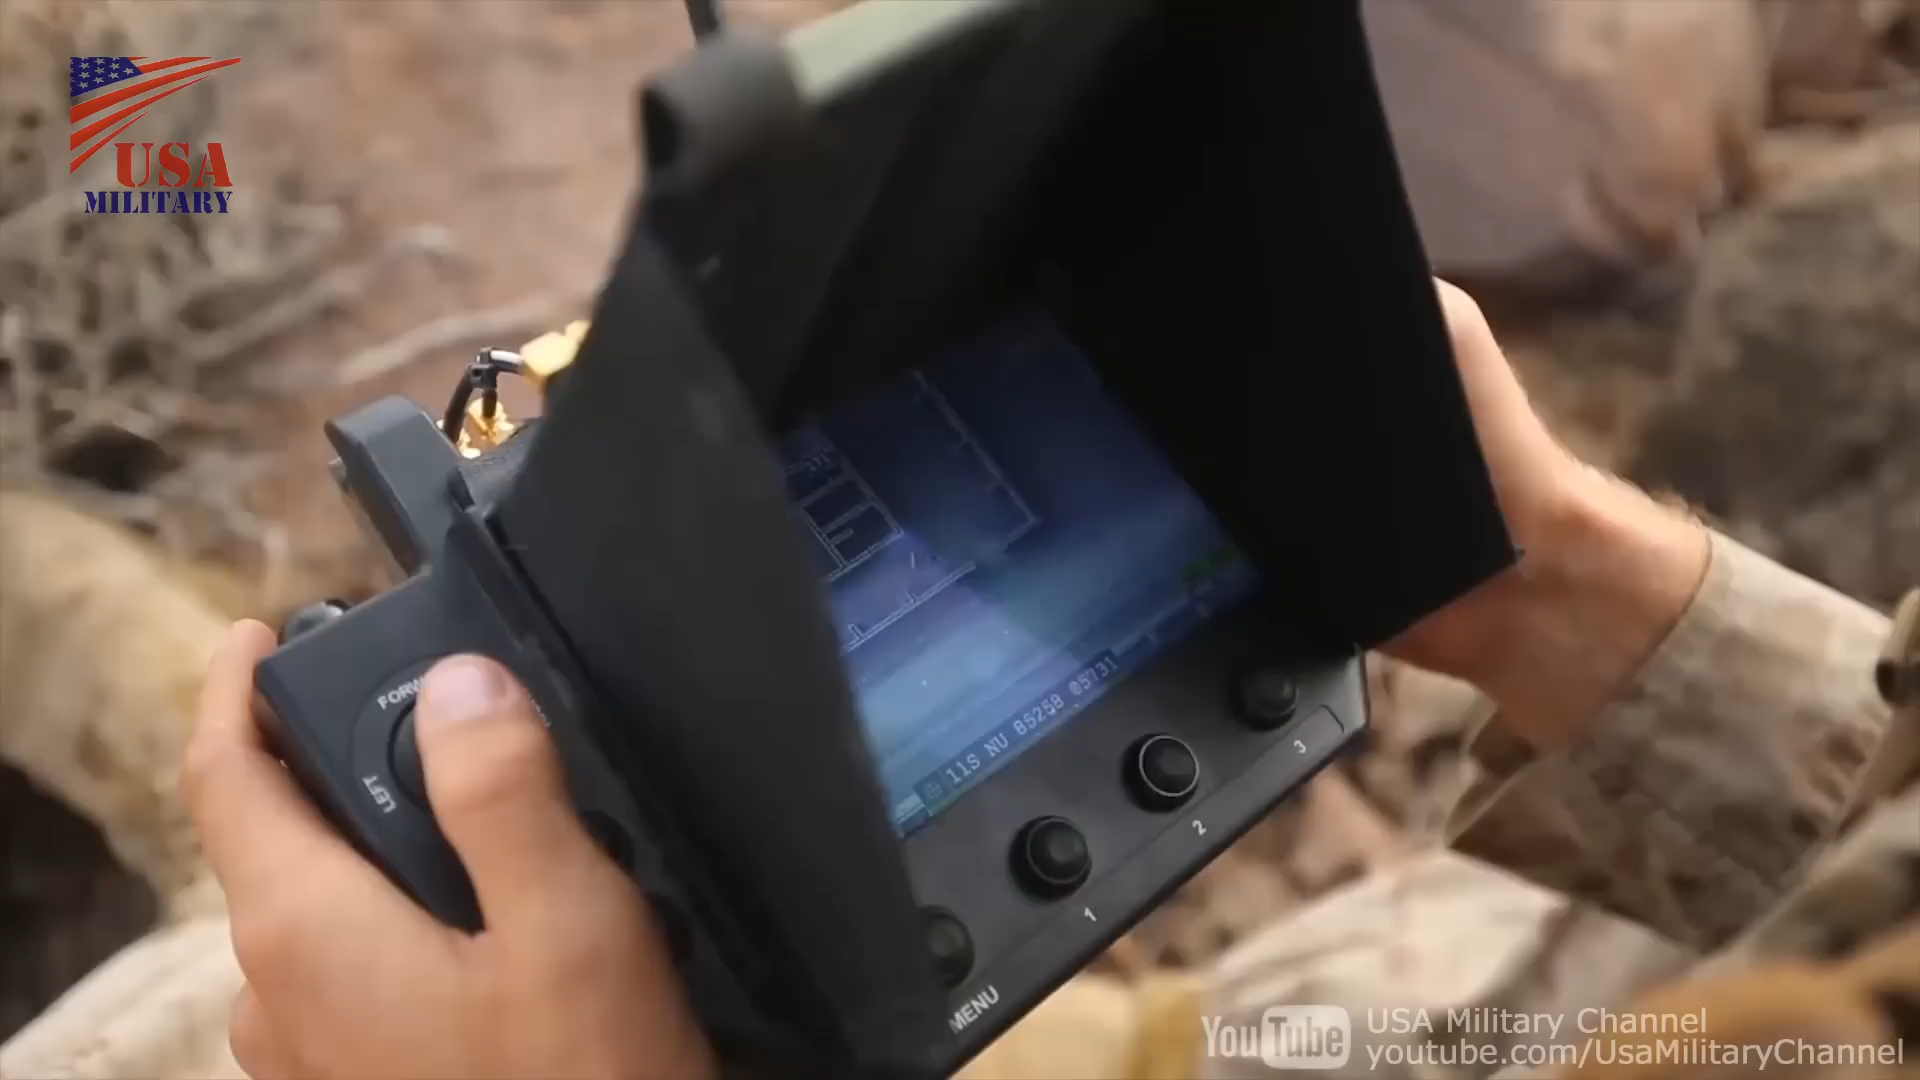 USA
MILITARY
FORW
LEFT
11S NU 85258 05731
MENU
1
2
3
YouTube
USA Military Channel
youtube.com/UsaMilitaryChannel